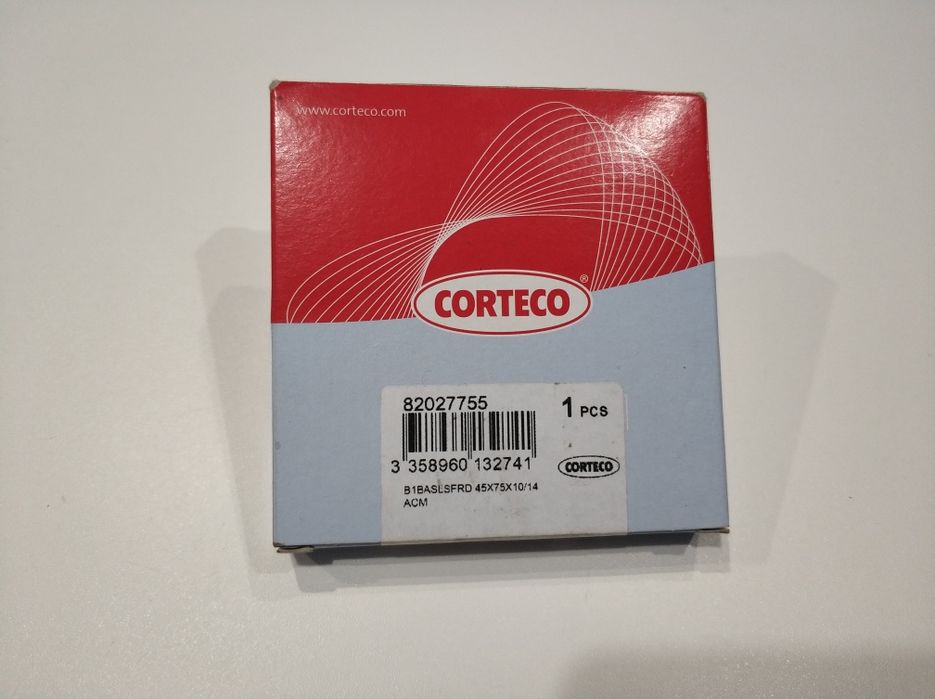 www.corteco.com
CORTECO®
82027755
1 PCS
3 358960 132741
CORTECO
B1BASLSFRD 45X75X10/14
ACM